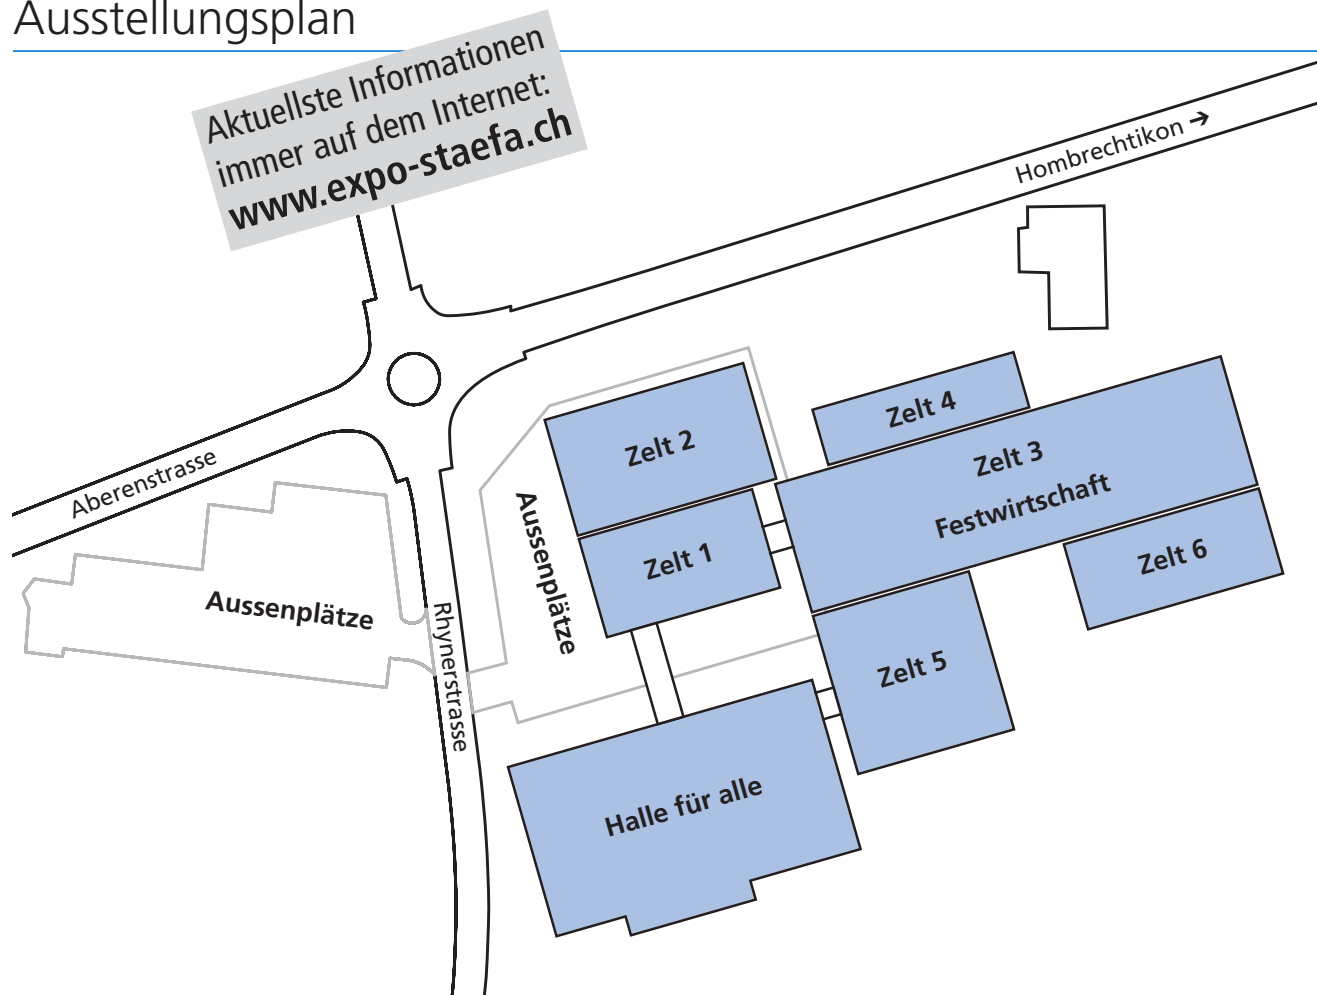 Ausstellungsplan
Aktuellste Informationen
immer auf dem Internet:
www.expo-staefa.ch
Hombrechtikon →
Aberenstrasse
Zelt 4
Zelt 2
Zelt 3
Festwirtschaft
Aussenplätze
Zelt 1
Zelt 6
Aussenplätze
Rhynerstrasse
Zelt 5
Halle für alle